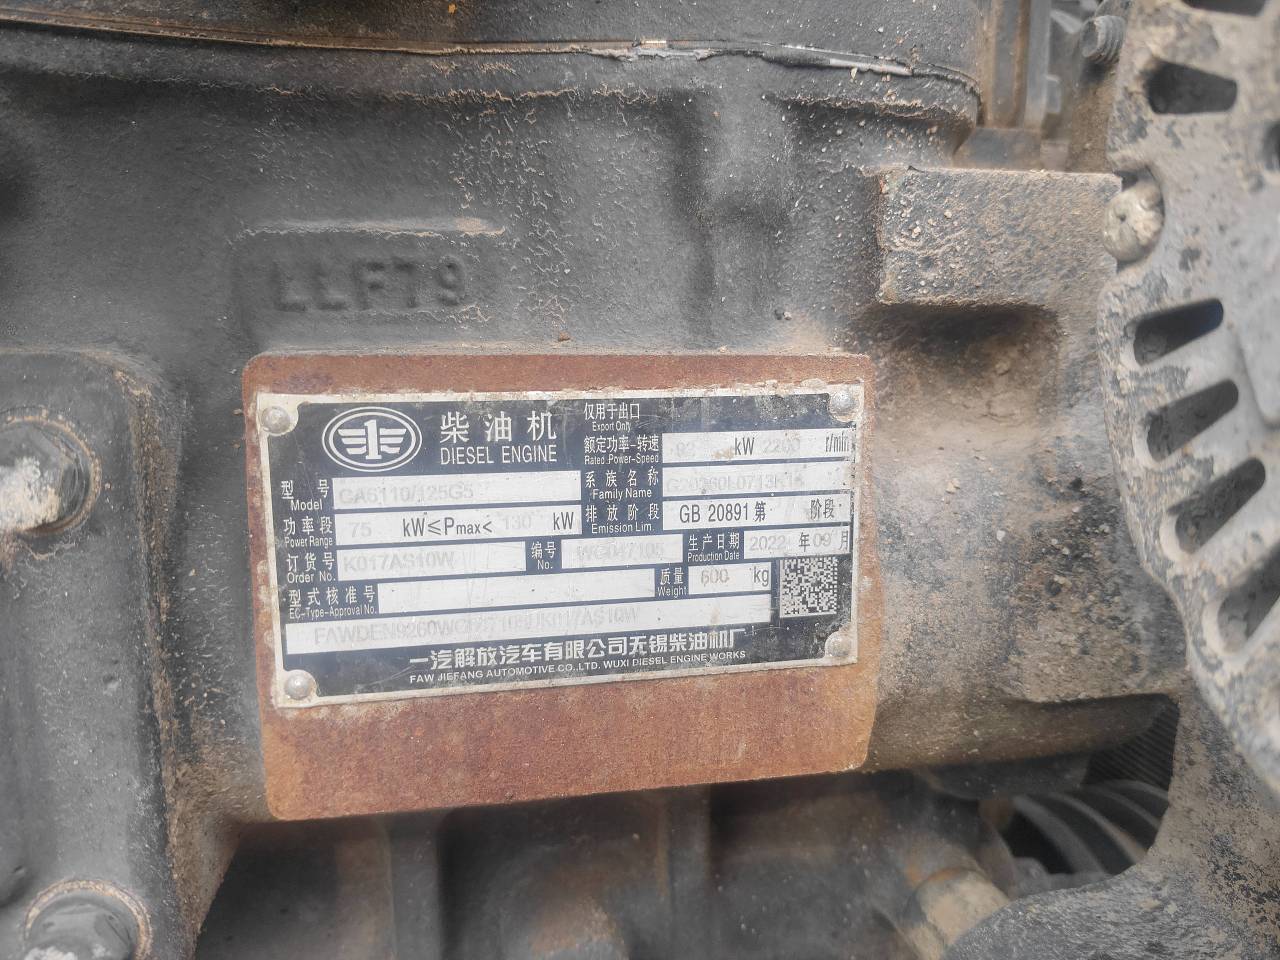 LLF79
柴油机
DIESEL ENGINE
仅用于出口
Export Only
额定功率-转速 92 kW 2200 r/min
Rated Power-Speed
型号 CA6110/125G5
Model
系族名称
Family Name
功率段 75 kW≤Pmax< 130 kW
Power Range
排放阶段 GB 20891第 阶段
Emission Lim.
订货号 K017AS10W
Order No.
编号
No.
生产日期 2022 年 09 月
Production Date
型式核准号
EC-Type-Approval No.
质量 600 kg
Weight
一汽解放汽车有限公司无锡柴油机厂
FAW JIEFANG AUTOMOTIVE CO.,LTD. WUXI DIESEL ENGINE WORKS